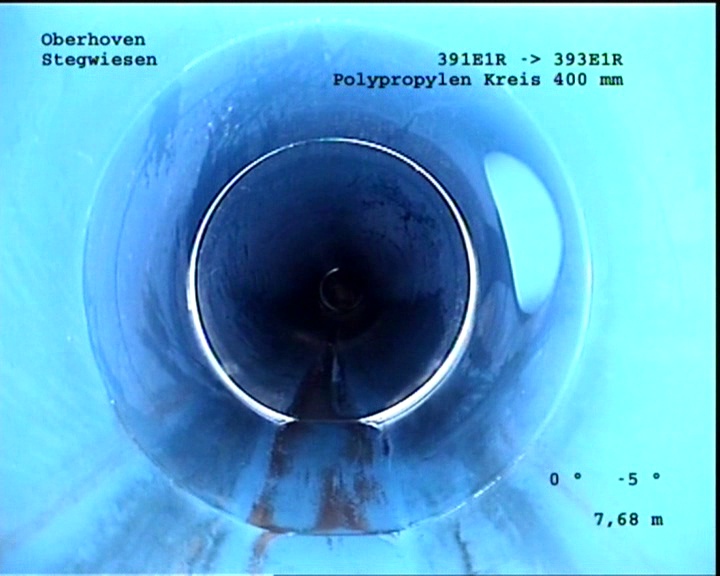 Oberhoven
Stegwiesen
391E1R -> 393E1R
Polypropylen Kreis 400 mm
0 ° -5 °
7,68 m